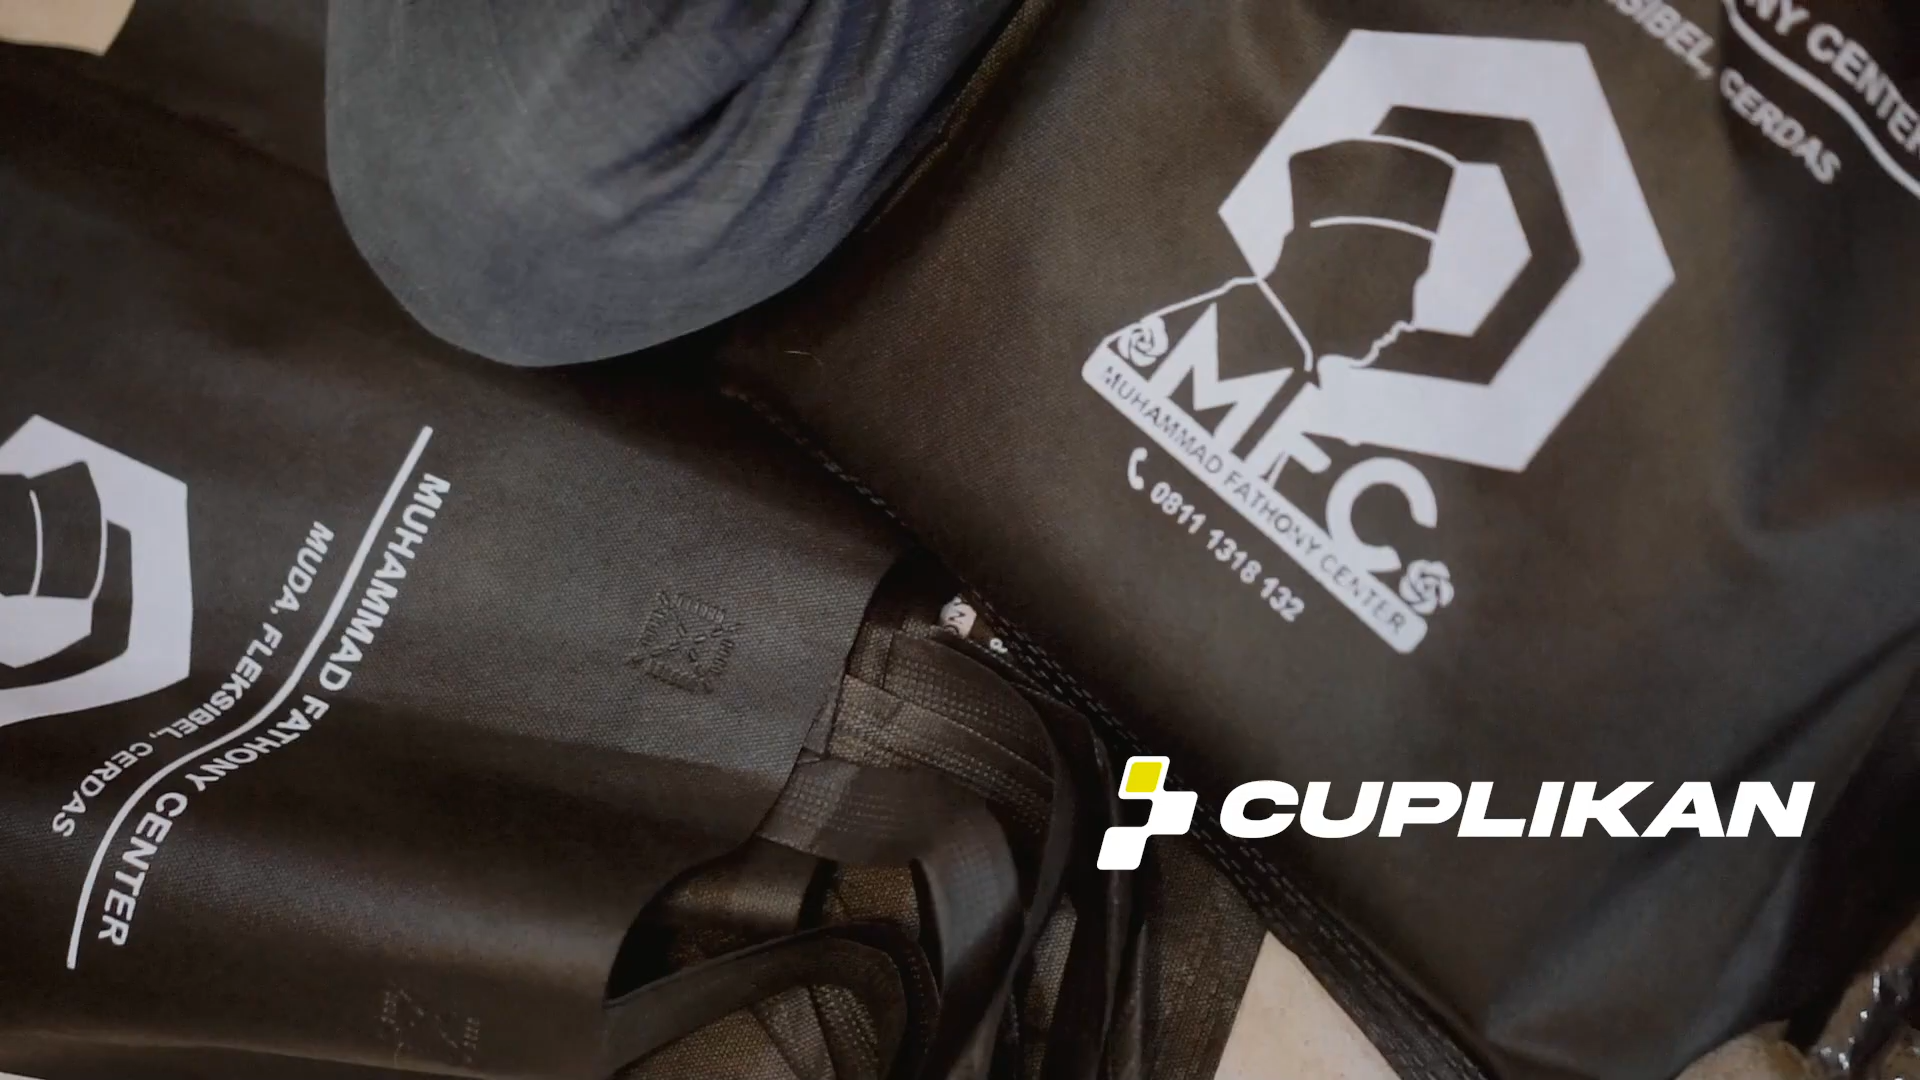 NY CENTER
SIBEL, CERDAS
MFC
MUHAMMAD FATHONY CENTER
0811 1318 132
MUHAMMAD FATHONY CENTER
MUDA, FLEKSIBEL, CERDAS
CUPLIKAN